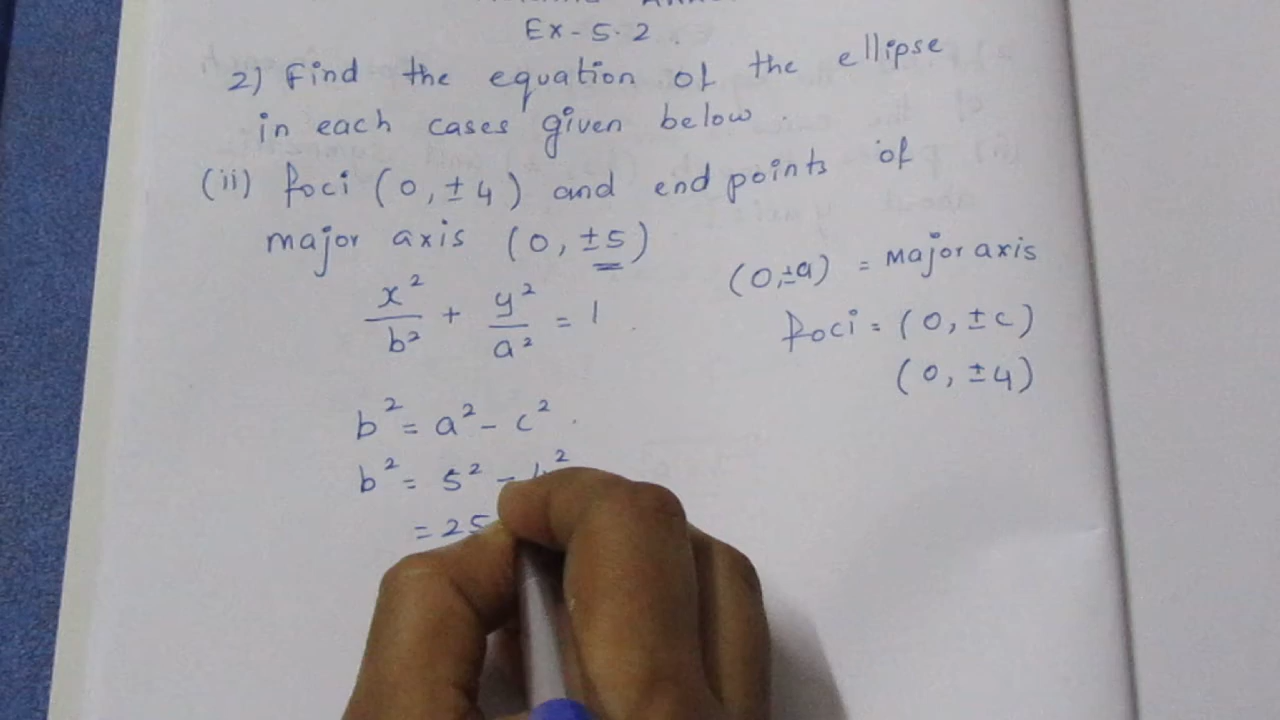 Ex - 5.2
2) Find the equation of the ellipse
in each cases given below.
(ii) foci (0, ±4) and end points of
major axis (0, ±5)
(0,±a) = major axis
x²/b² + y²/a² = 1
foci = (0, ±c)
(0, ±4)
b² = a² - c².
b² = 5² - 4²
= 25